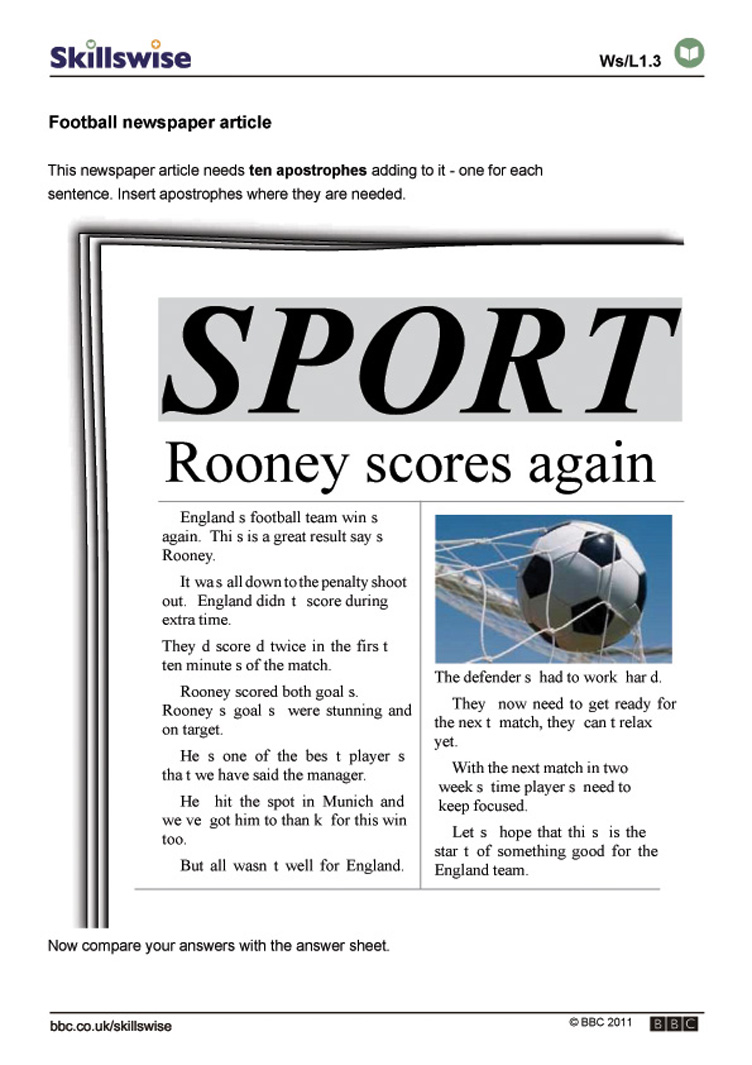 Skillswise
Ws/L1.3
Football newspaper article
This newspaper article needs ten apostrophes adding to it - one for each
sentence. Insert apostrophes where they are needed.
SPORT
Rooney scores again
England s football team win s
again. Thi s is a great result say s
Rooney.
It was all down to the penalty shoot
out. England didn t score during
extra time.
They d score d twice in the firs t
ten minute s of the match.
Rooney scored both goal s.
Rooney s goal s were stunning and
on target.
He s one of the bes t player s
tha t we have said the manager.
He hit the spot in Munich and
we ve got him to than k for this win
too.
But all wasn t well for England.
The defender s had to work har d.
They now need to get ready for
the nex t match, they can t relax
yet.
With the next match in two
week s time player s need to
keep focused.
Let s hope that thi s is the
star t of something good for the
England team.
Now compare your answers with the answer sheet.
bbc.co.uk/skillswise
© BBC 2011 BBC